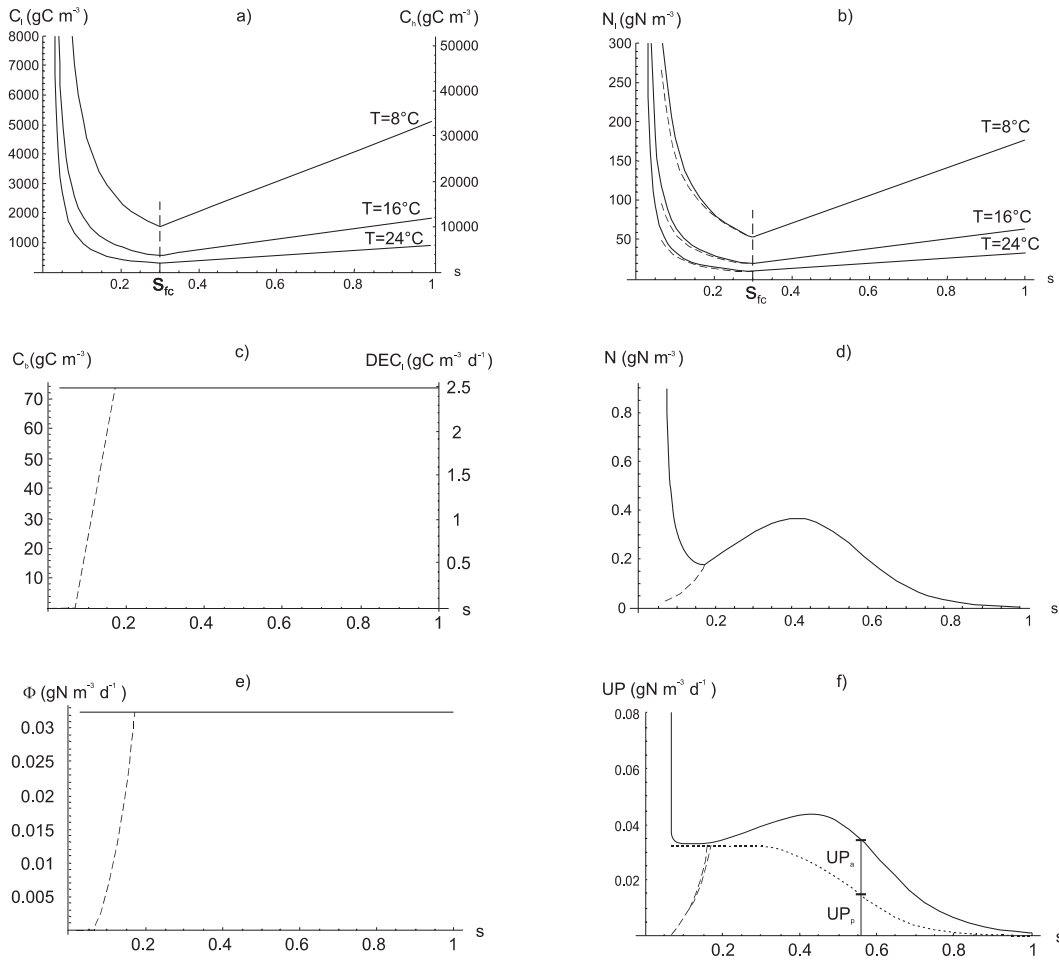 C_l (gC m⁻³) a) C_h (gC m⁻³)
8000
7000
6000
5000
4000
3000
2000
1000
50000
40000
30000
20000
10000
T=8°C
T=16°C
T=24°C
0.2 0.4 0.6 0.8 1 s
S_fc
N_l (gN m⁻³) b)
300
250
200
150
100
50
T=8°C
T=16°C
T=24°C
0.2 0.4 0.6 0.8 1 s
S_fc
C_b (gC m⁻³) c) DEC_l (gC m⁻³ d⁻¹)
70
60
50
40
30
20
10
2.5
2
1.5
1
0.5
0.2 0.4 0.6 0.8 1 s
N (gN m⁻³) d)
0.8
0.6
0.4
0.2
0
0.2 0.4 0.6 0.8 1 s
Φ (gN m⁻³ d⁻¹) e)
0.03
0.025
0.02
0.015
0.01
0.005
0.2 0.4 0.6 0.8 1 s
UP (gN m⁻³ d⁻¹) f)
0.08
0.06
0.04
0.02
UP_a
UP_p
0.2 0.4 0.6 0.8 1 s